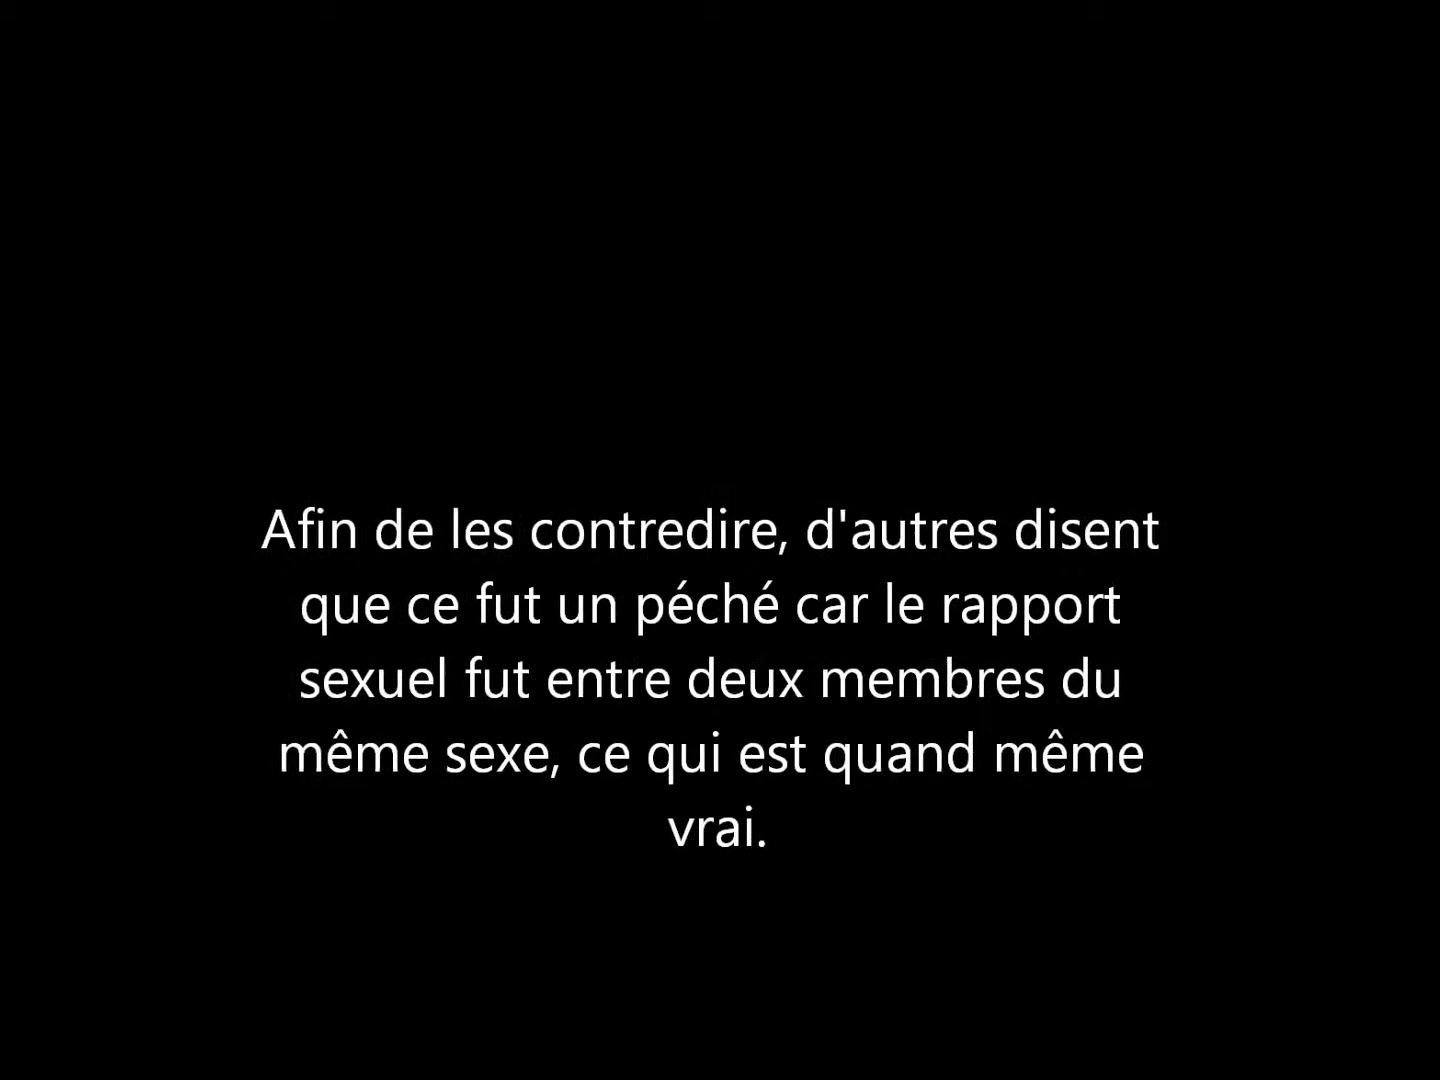 Afin de les contredire, d'autres disent
que ce fut un péché car le rapport
sexuel fut entre deux membres du
même sexe, ce qui est quand même
vrai.